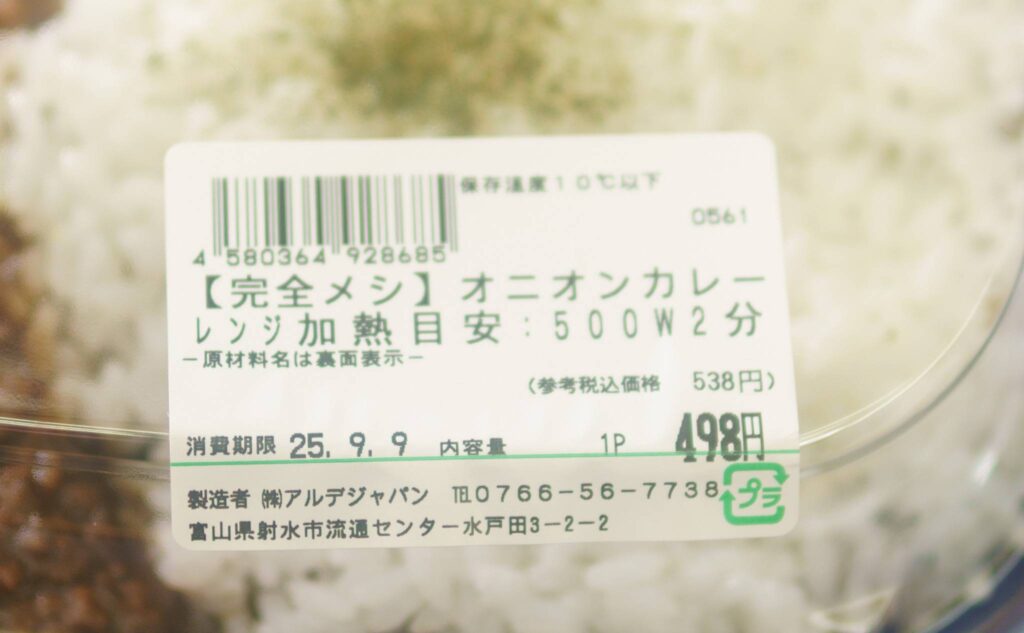 保存温度10℃以下
0561
4 580364 928685
【完全メシ】オニオンカレー
レンジ加熱目安:500W2分
－原材料名は裏面表示－
(参考税込価格 538円)
消費期限 25.9.9 内容量 1P 498円
製造者 ㈱アルデジャパン ℡0766-56-7738
プラ
富山県射水市流通センター水戸田3-2-2